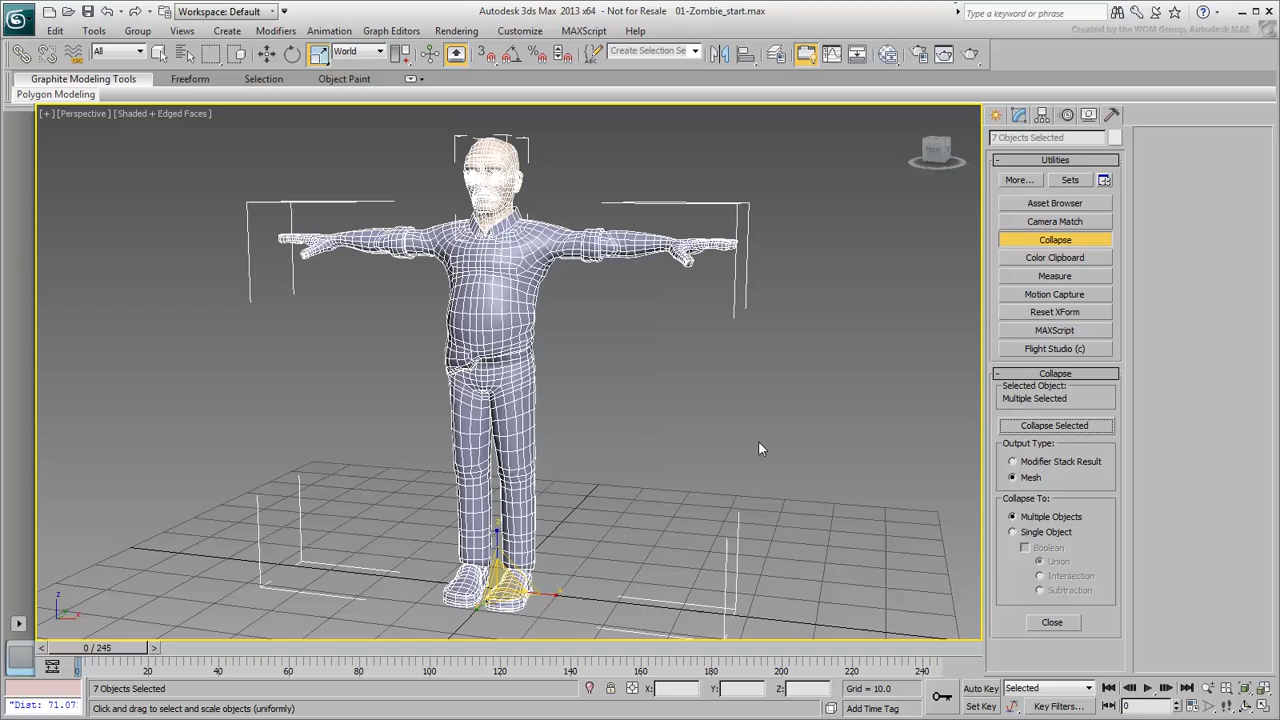 Workspace: Default
Autodesk 3ds Max 2013 x64 - Not for Resale 01-Zombie_start.max
Type a keyword or phrase
Edit Tools Group Views Create Modifiers Animation Graph Editors Rendering Customize MAXScript Help
Created by the WDM Group, Autodesk M&E
All
World
Create Selection Se
Graphite Modeling Tools Freeform Selection Object Paint
Polygon Modeling
[ + ] [Perspective ] [Shaded + Edged Faces ]
7 Objects Selected
Utilities
More... Sets
Asset Browser
Camera Match
Collapse
Color Clipboard
Measure
Motion Capture
Reset XForm
MAXScript
Flight Studio (c)
Collapse
Selected Object:
Multiple Selected
Collapse Selected
Output Type:
Modifier Stack Result
Mesh
Collapse To:
Multiple Objects
Single Object
Boolean
Union
Intersection
Subtraction
Close
z
x
0 / 245
0 20 40 60 80 100 120 140 160 180 200 220 240
7 Objects Selected
X: Y: Z: Grid = 10.0
Auto Key Selected
"Dist: 71.07
Click and drag to select and scale objects (uniformly)
Add Time Tag
Set Key Key Filters... 0